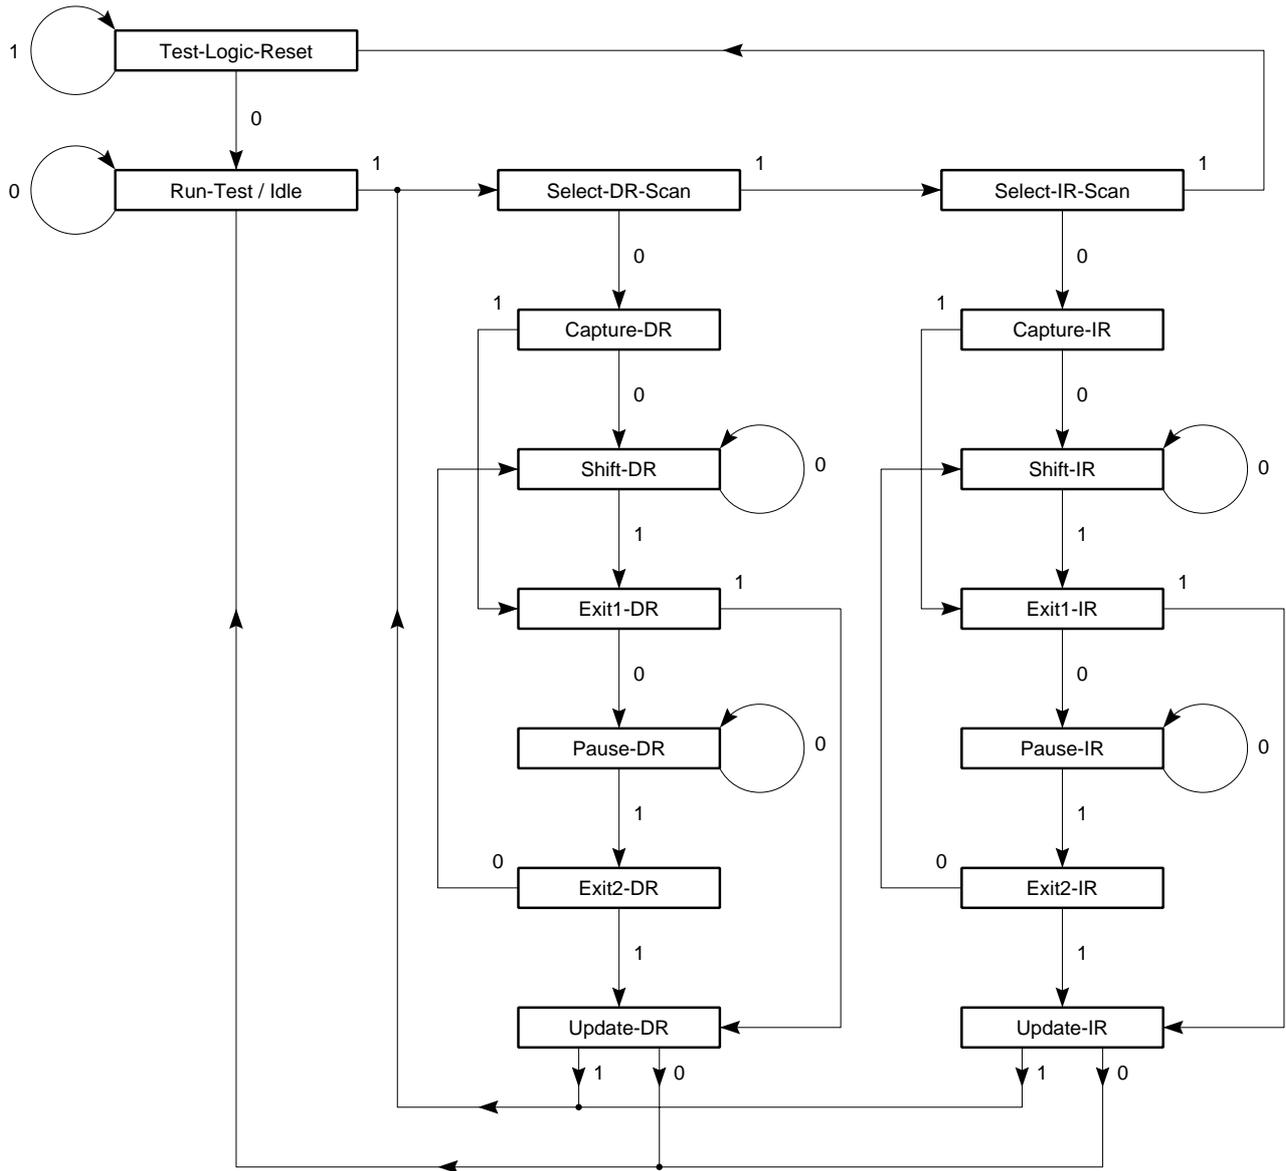 1
Test-Logic-Reset
0
0
Run-Test / Idle
1
Select-DR-Scan
1
Select-IR-Scan
1
0
0
1
Capture-DR
1
Capture-IR
0
0
Shift-DR
0
Shift-IR
0
1
1
Exit1-DR
1
Exit1-IR
1
0
0
Pause-DR
0
Pause-IR
0
1
1
0
Exit2-DR
0
Exit2-IR
1
1
Update-DR
Update-IR
1
0
1
0